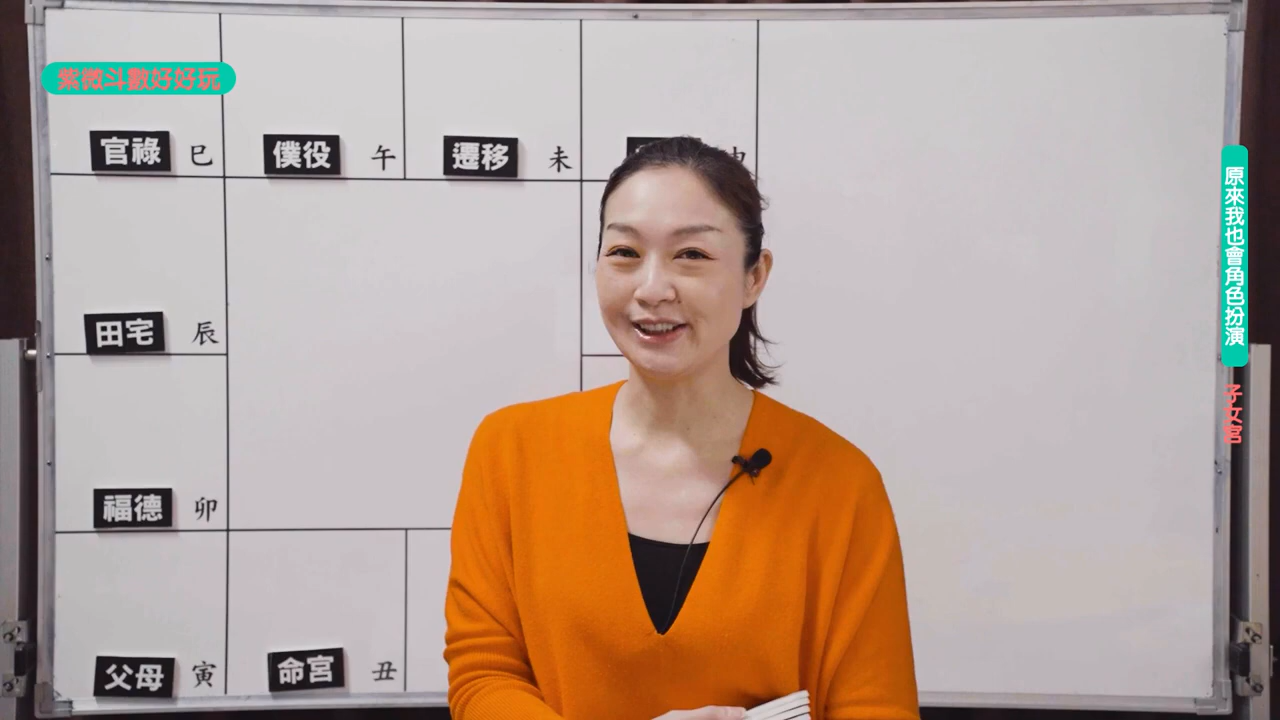 紫微斗數好好玩
官祿 巳
僕役 午
遷移 未
原來我也會角色扮演
子女宮
田宅 辰
福德 卯
父母 寅
命宮 丑